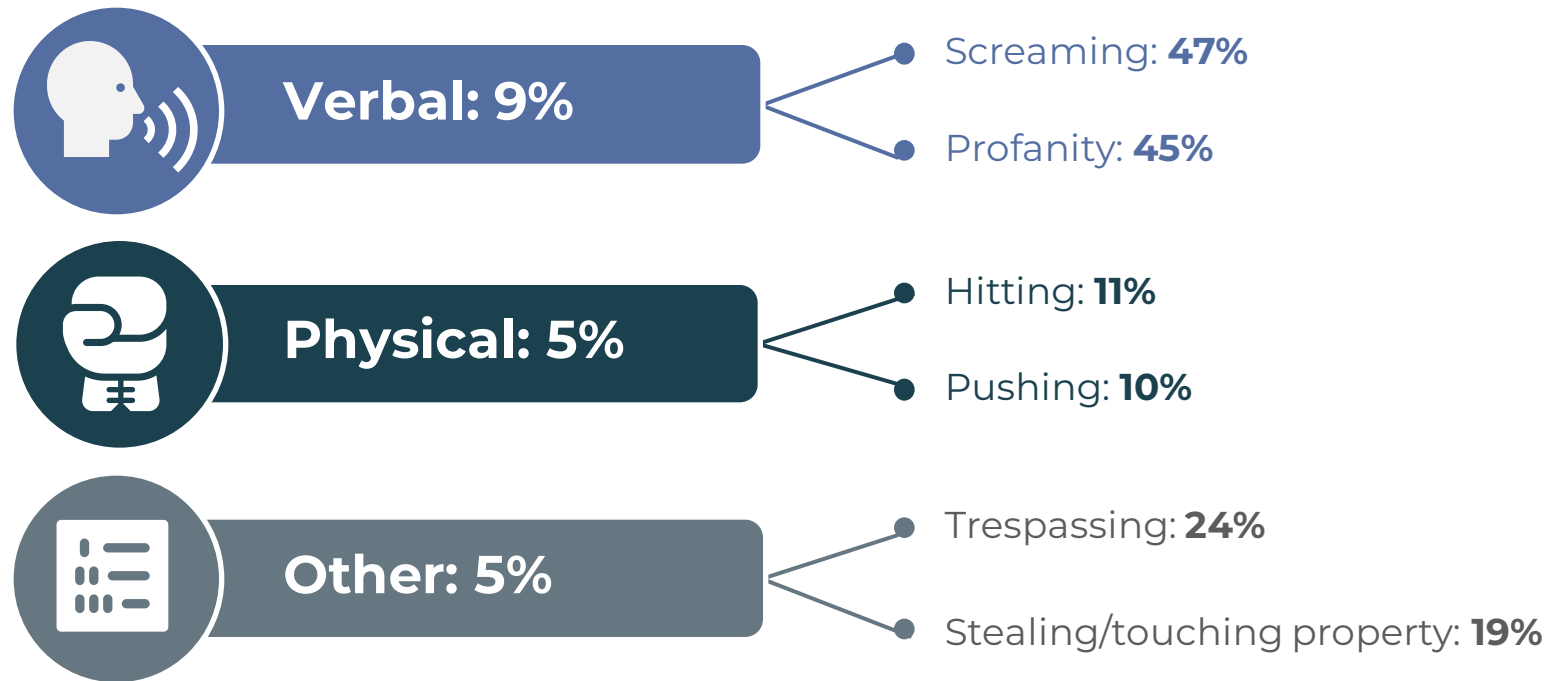 Verbal: 9%
Screaming: 47%
Profanity: 45%
Physical: 5%
Hitting: 11%
Pushing: 10%
Other: 5%
Trespassing: 24%
Stealing/touching property: 19%